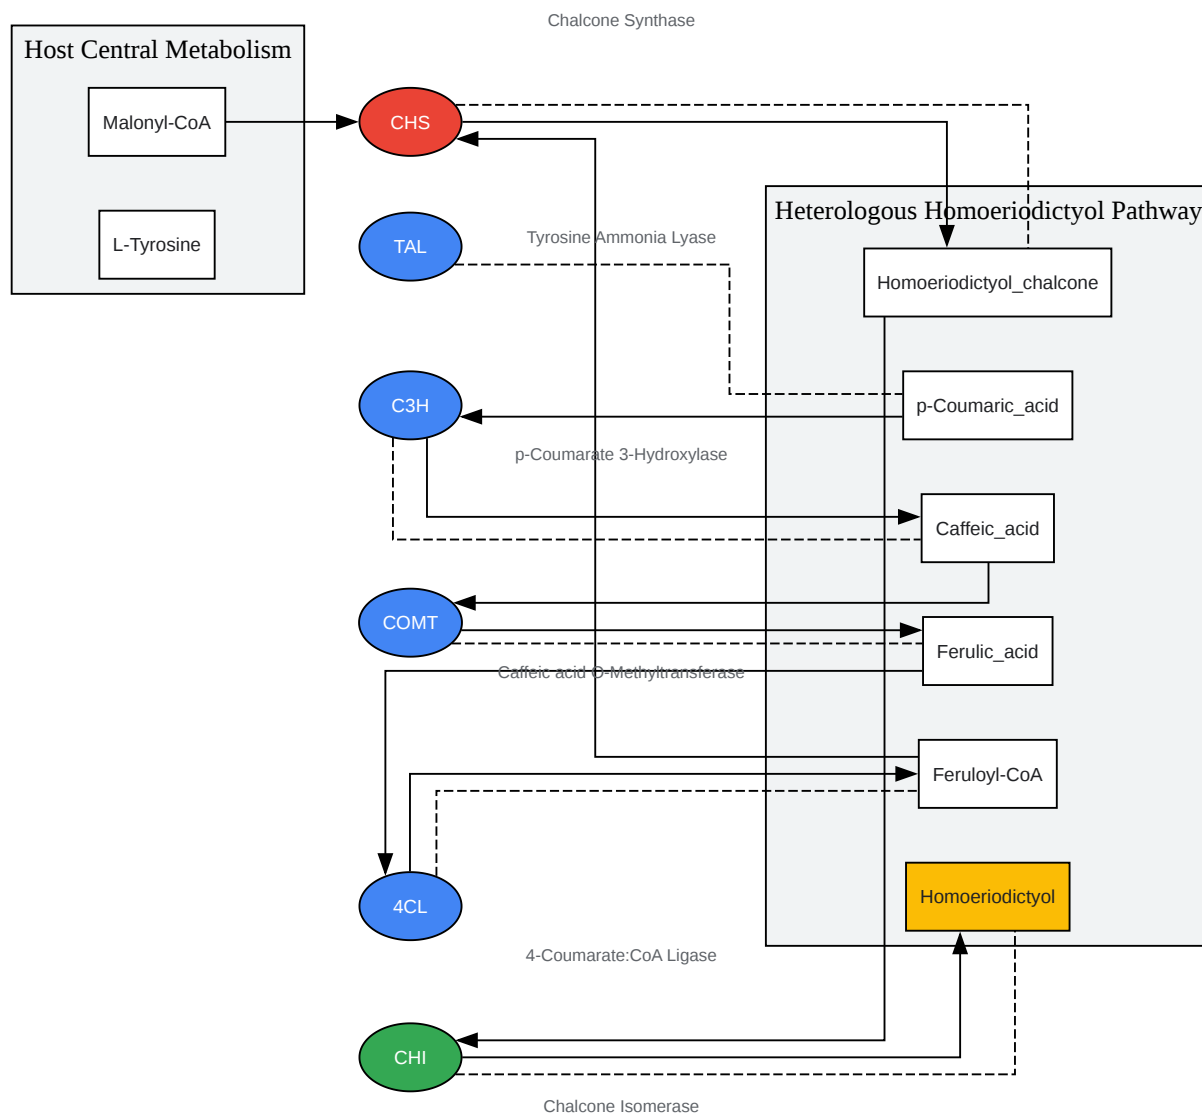 Chalcone Synthase
Host Central Metabolism
Malonyl-CoA
CHS
L-Tyrosine
TAL
Tyrosine Ammonia Lyase
Heterologous Homoeriodictyol Pathway
Homoeriodictyol_chalcone
C3H
p-Coumaric_acid
p-Coumarate 3-Hydroxylase
Caffeic_acid
COMT
Ferulic_acid
Caffeic acid O-Methyltransferase
Feruloyl-CoA
4CL
Homoeriodictyol
4-Coumarate:CoA Ligase
CHI
Chalcone Isomerase